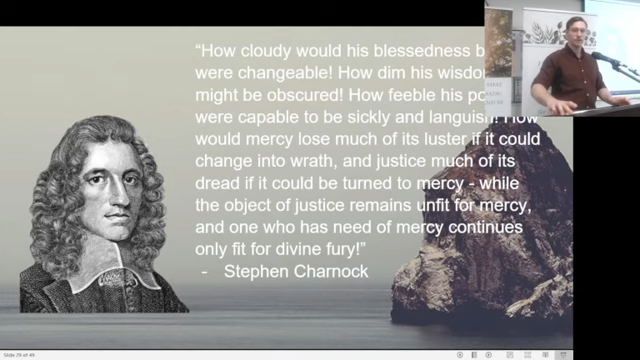 “How cloudy would his blessedness b
were changeable! How dim his wisdo
might be obscured! How feeble his po
were capable to be sickly and languish! How
would mercy lose much of its luster if it could
change into wrath, and justice much of its
dread if it could be turned to mercy - while
the object of justice remains unfit for mercy,
and one who has need of mercy continues
only fit for divine fury!”
- Stephen Charnock
Slide 29 of 49